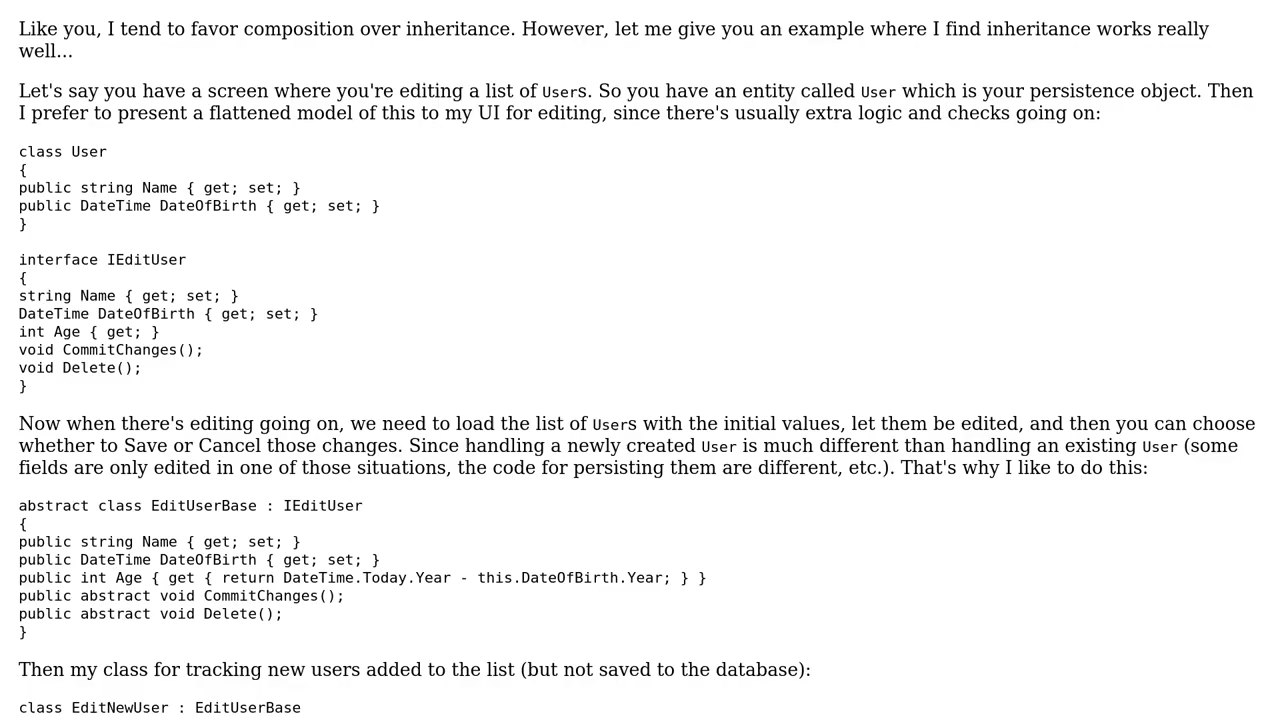 Like you, I tend to favor composition over inheritance. However, let me give you an example where I find inheritance works really
well...
Let's say you have a screen where you're editing a list of Users. So you have an entity called User which is your persistence object. Then
I prefer to present a flattened model of this to my UI for editing, since there's usually extra logic and checks going on:
class User
{
public string Name { get; set; }
public DateTime DateOfBirth { get; set; }
}
interface IEditUser
{
string Name { get; set; }
DateTime DateOfBirth { get; set; }
int Age { get; }
void CommitChanges();
void Delete();
}
Now when there's editing going on, we need to load the list of Users with the initial values, let them be edited, and then you can choose
whether to Save or Cancel those changes. Since handling a newly created User is much different than handling an existing User (some
fields are only edited in one of those situations, the code for persisting them are different, etc.). That's why I like to do this:
abstract class EditUserBase : IEditUser
{
public string Name { get; set; }
public DateTime DateOfBirth { get; set; }
public int Age { get { return DateTime.Today.Year - this.DateOfBirth.Year; } }
public abstract void CommitChanges();
public abstract void Delete();
}
Then my class for tracking new users added to the list (but not saved to the database):
class EditNewUser : EditUserBase